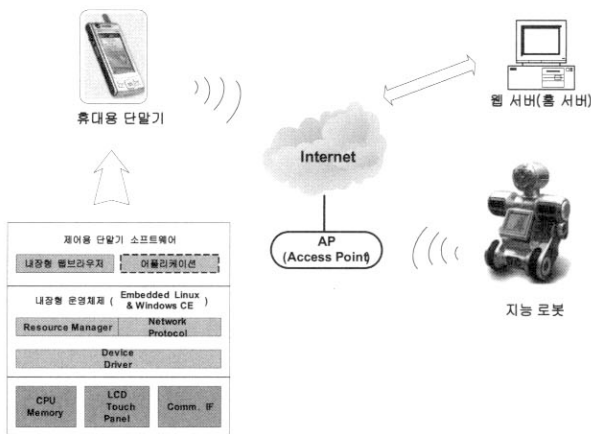 휴대용 단말기
웹 서버(홈 서버)
Internet
AP
(Access Point)
지능 로봇
제어용 단말기 소프트웨어
내장형 웹브라우저
어플리케이션
내장형 운영체제 ( Embedded Linux & Windows CE )
Resource Manager
Network
Protocol
Device
Driver
CPU
Memory
LCD
Touch
Panel
Comm. IF